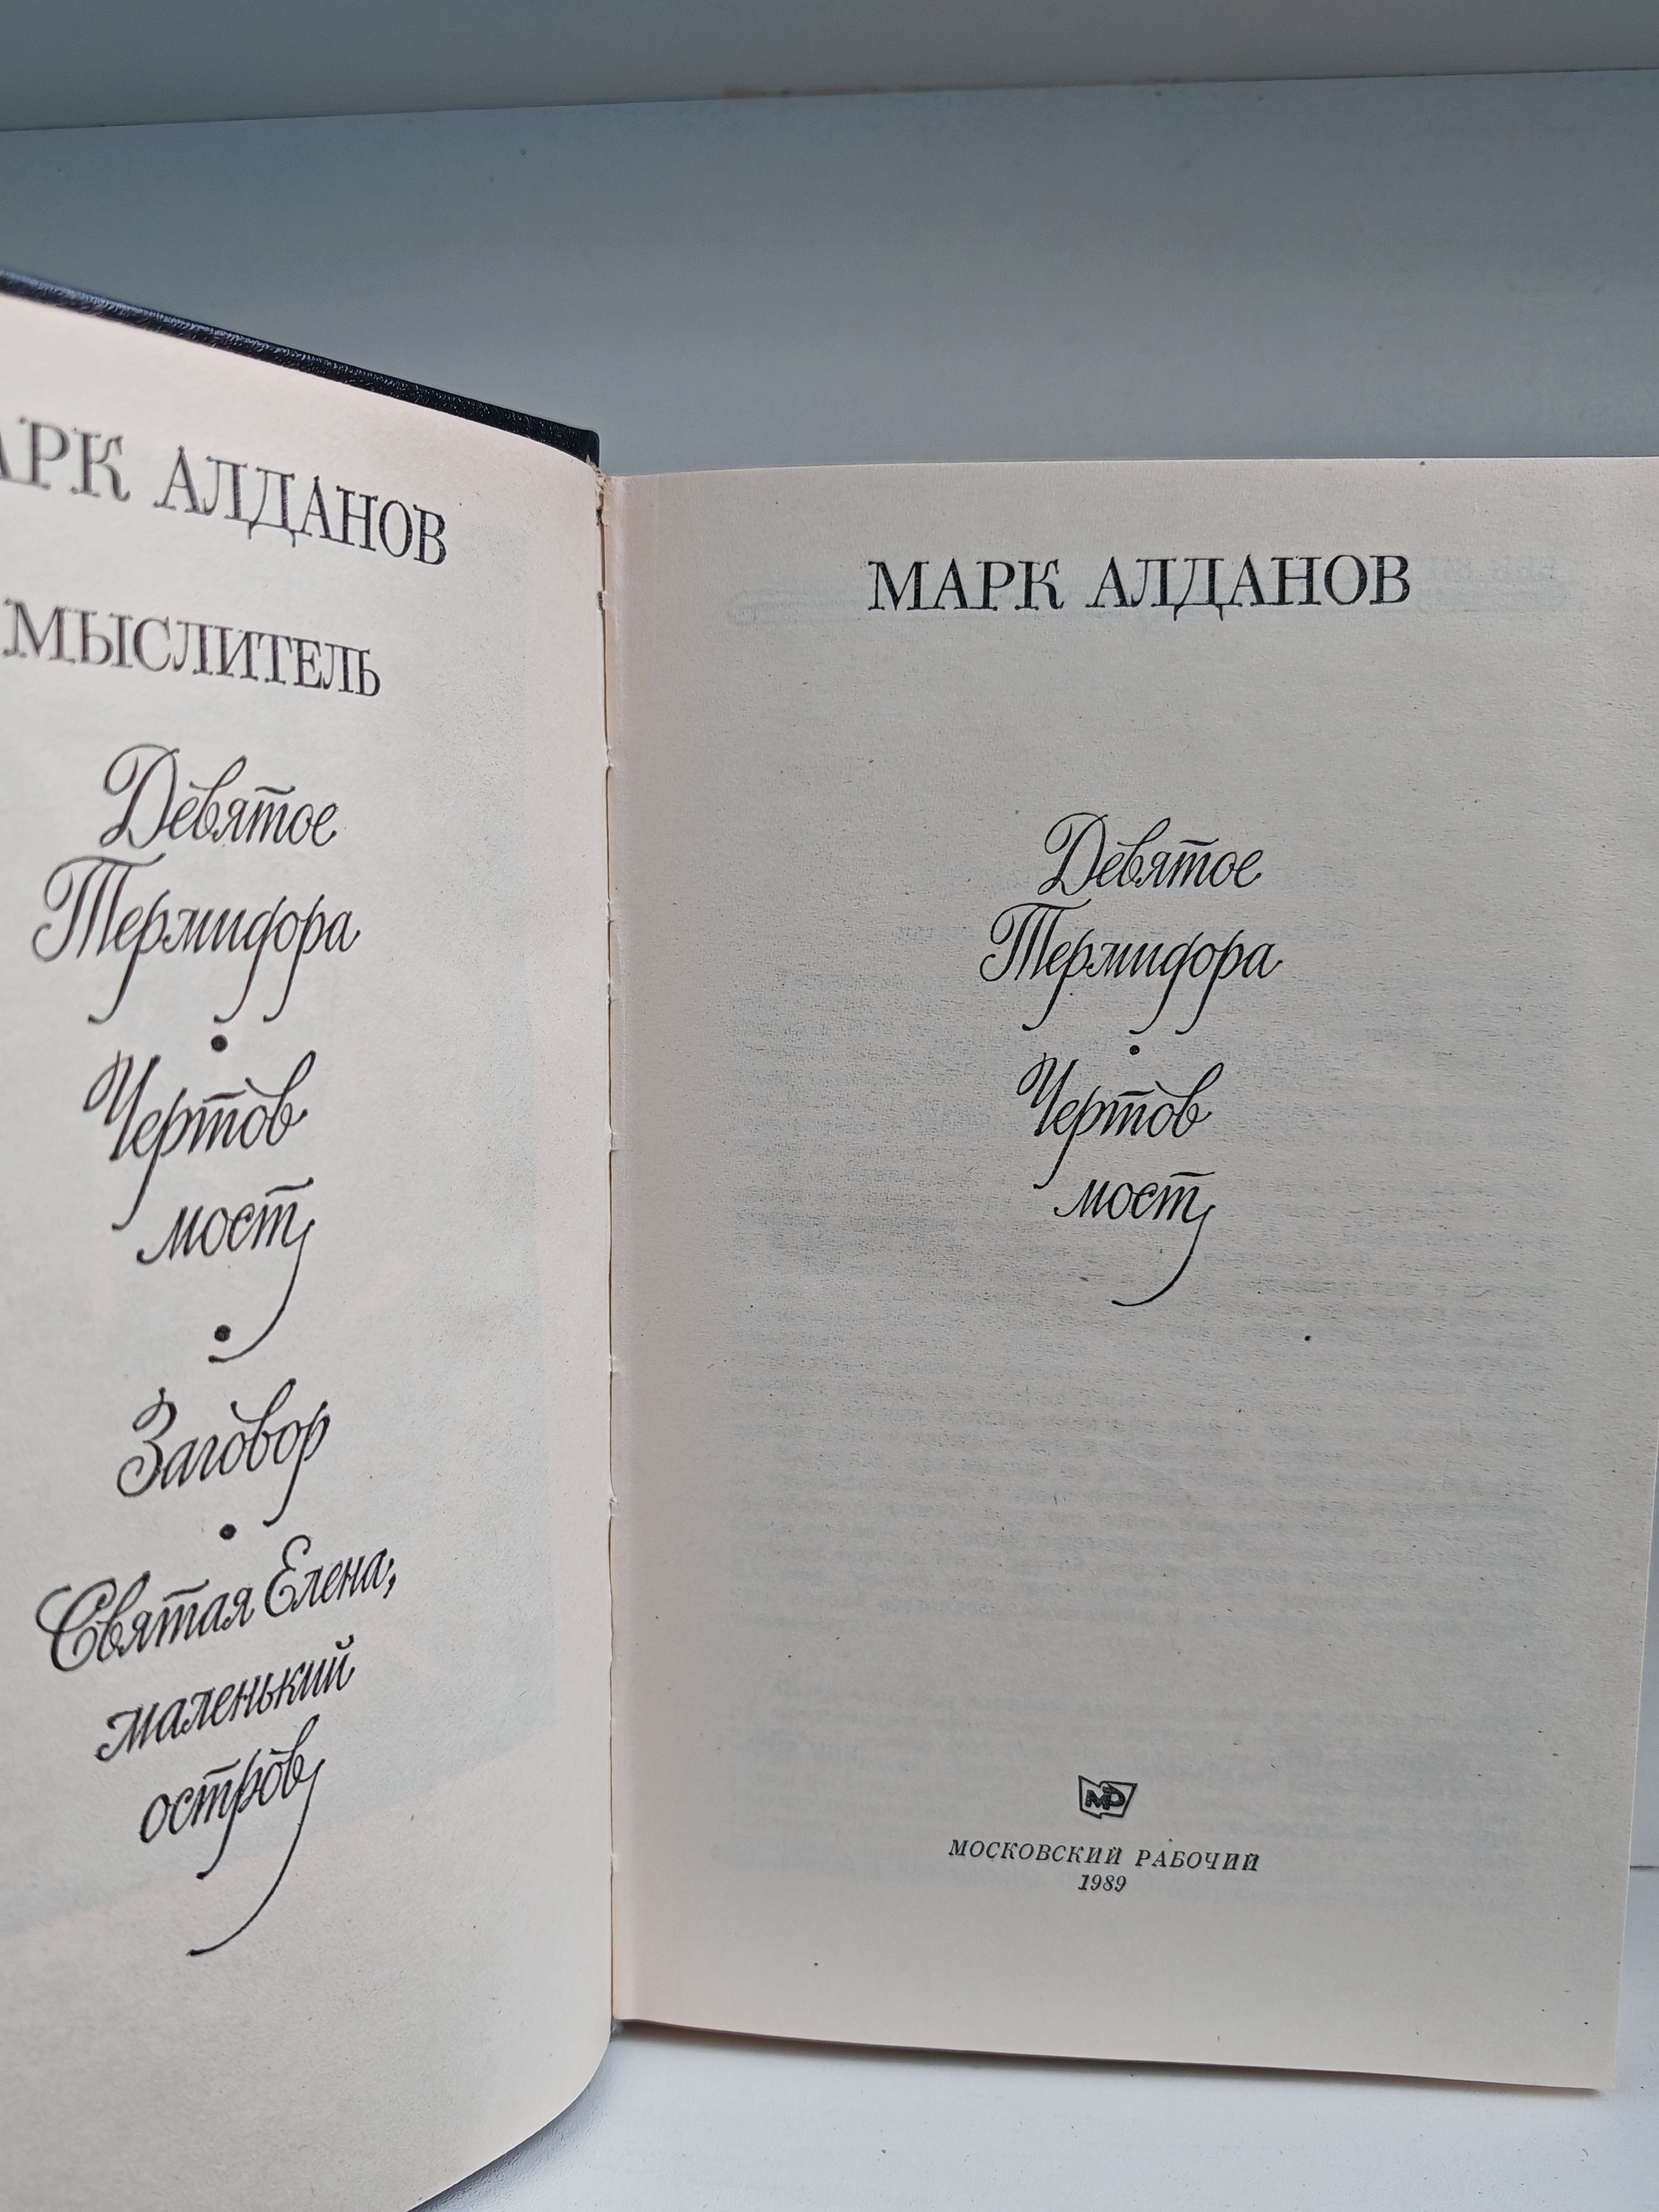 АРК АЛДАНОВ
МЫСЛИТЕЛЬ
Девятое
Термидора
Чертов
мост
Заговор
Святая Елена,
маленький
остров
МАРК АЛДАНОВ
Девятое
Термидора
Чертов
мост
МР
МОСКОВСКИЙ РАБОЧИЙ
1989